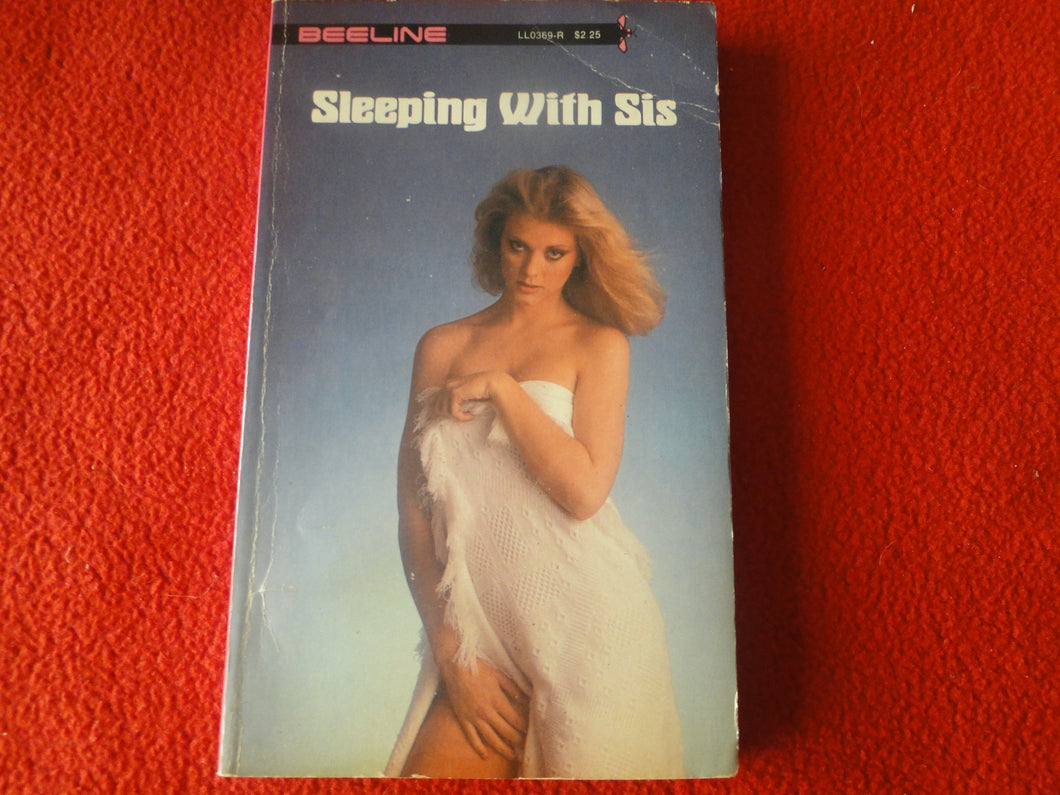 BEELINE LL0369-R $2.25
Sleeping With Sis